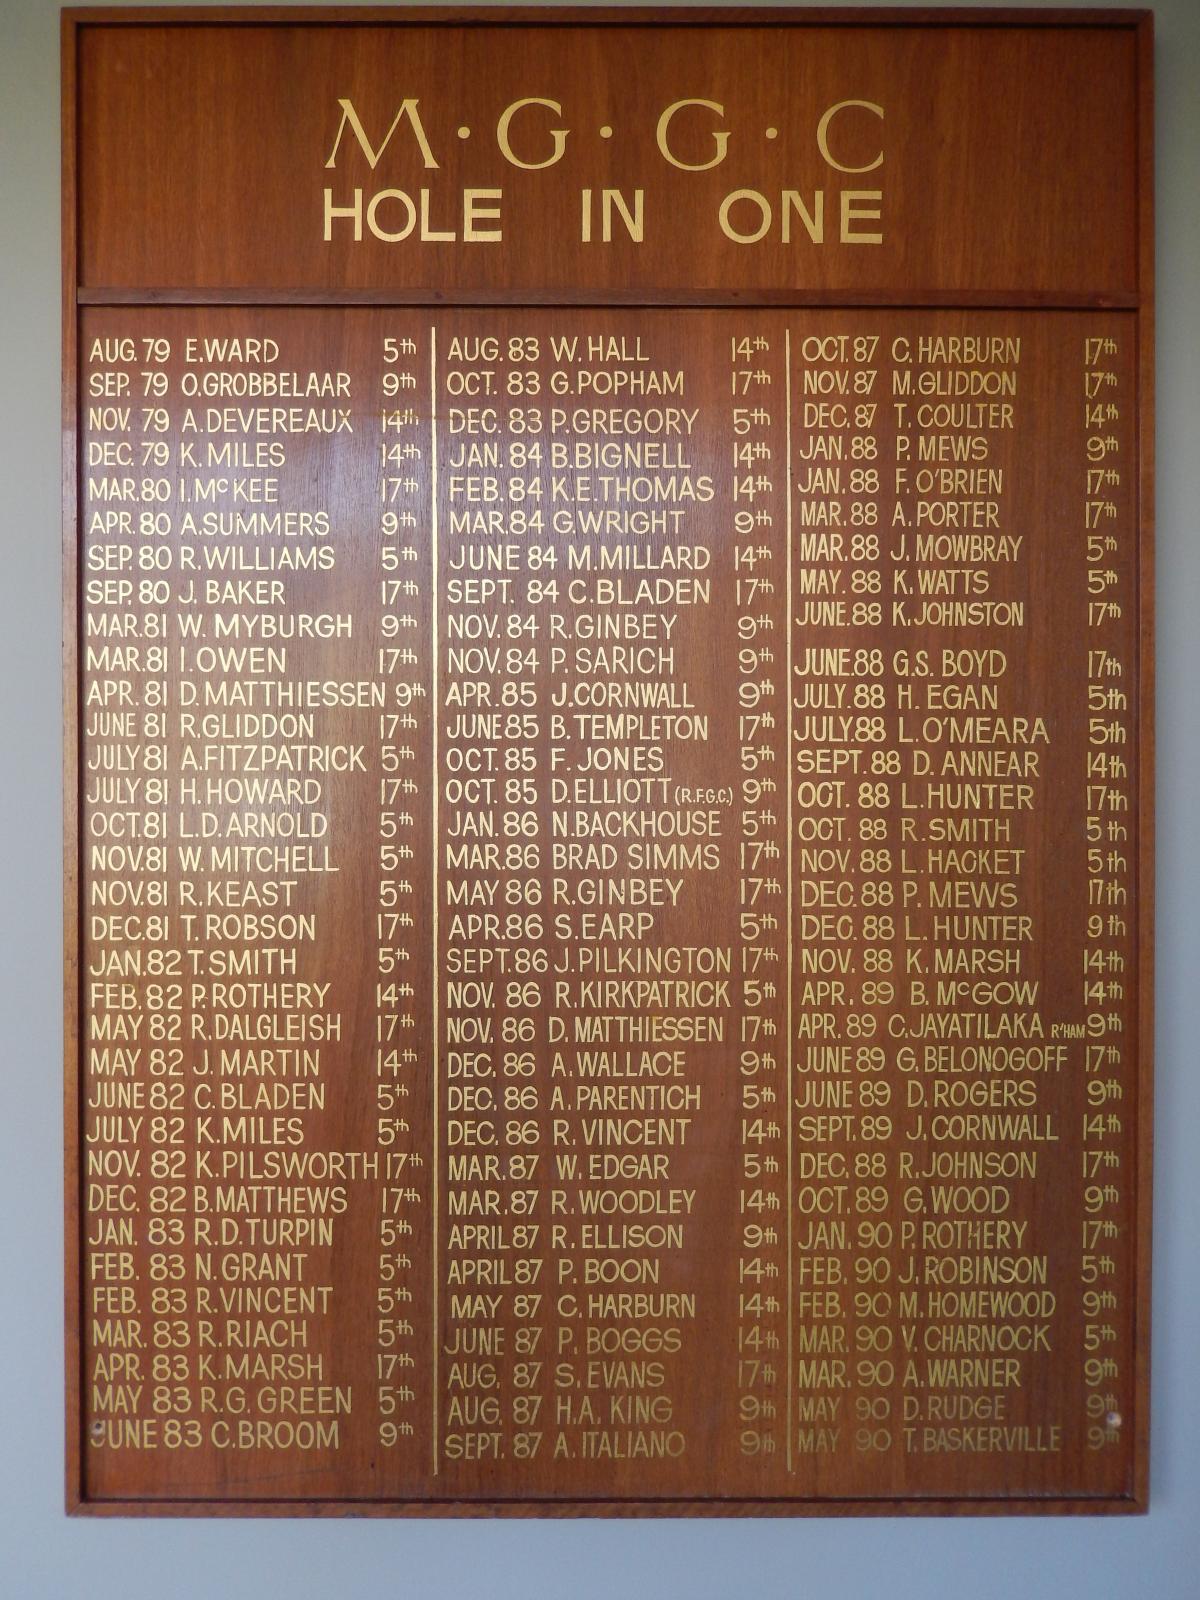 M·G·G·C
HOLE IN ONE
AUG. 79 E.WARD 5th
SEP. 79 O.GROBBELAAR 9th
NOV. 79 A.DEVEREAUX 14th
DEC. 79 K.MILES 14th
MAR.80 I.McKEE 17th
APR. 80 A.SUMMERS 9th
SEP. 80 R.WILLIAMS 5th
SEP. 80 J. BAKER 17th
MAR.81 W. MYBURGH 9th
MAR.81 I.OWEN 17th
APR. 81 D.MATTHIESSEN 9th
JUNE 81 R.GLIDDON 17th
JULY 81 A.FITZPATRICK 5th
JULY 81 H.HOWARD 17th
OCT.81 L.D.ARNOLD 5th
NOV.81 W.MITCHELL 5th
NOV.81 R.KEAST 5th
DEC.81 T.ROBSON 17th
JAN.82 T.SMITH 5th
FEB. 82 P.ROTHERY 14th
MAY 82 R.DALGLEISH 17th
MAY 82 J.MARTIN 14th
JUNE 82 C.BLADEN 5th
JULY 82 K.MILES 5th
NOV. 82 K.PILSWORTH 17th
DEC. 82 B.MATTHEWS 17th
JAN. 83 R.D.TURPIN 5th
FEB. 83 N.GRANT 5th
FEB. 83 R.VINCENT 5th
MAR. 83 R.RIACH 5th
APR. 83 K.MARSH 17th
MAY 83 R.G. GREEN 5th
JUNE 83 C.BROOM 9th
AUG. 83 W. HALL 14th
OCT. 83 G.POPHAM 17th
DEC. 83 P.GREGORY 5th
JAN. 84 B.BIGNELL 14th
FEB. 84 K.E.THOMAS 14th
MAR.84 G.WRIGHT 9th
JUNE 84 M.MILLARD 14th
SEPT. 84 C.BLADEN 17th
NOV. 84 R.GINBEY 9th
NOV.84 P. SARICH 9th
APR.85 J.CORNWALL 9th
JUNE85 B.TEMPLETON 17th
OCT. 85 F. JONES 5th
OCT. 85 D.ELLIOTT (R.F.G.C.) 9th
JAN. 86 N.BACKHOUSE 5th
MAR.86 BRAD SIMMS 17th
MAY 86 R.GINBEY 17th
APR.86 S.EARP 5th
SEPT.86 J.PILKINGTON 17th
NOV. 86 R.KIRKPATRICK 5th
NOV. 86 D. MATTHIESSEN 17th
DEC. 86 A.WALLACE 9th
DEC. 86 A.PARENTICH 5th
DEC. 86 R. VINCENT 14th
MAR.87 W. EDGAR 5th
MAR.87 R.WOODLEY 14th
APRIL87 R. ELLISON 9th
APRIL87 P. BOON 14th
MAY 87 C. HARBURN 14th
JUNE 87 P. BOGGS 14th
AUG. 87 S. EVANS 17th
AUG. 87 H.A. KING 9th
SEPT. 87 A. ITALIANO 9th
OCT.87 C. HARBURN 17th
NOV.87 M.GLIDDON 17th
DEC.87 T. COULTER 14th
JAN.88 P. MEWS 9th
JAN.88 F. O'BRIEN 17th
MAR. 88 A. PORTER 17th
MAR.88 J. MOWBRAY 5th
MAY. 88 K.WATTS 5th
JUNE.88 K.JOHNSTON 17th
JUNE.88 G.S. BOYD 17th
JULY.88 H. EGAN 5th
JULY.88 L.O'MEARA 5th
SEPT.88 D. ANNEAR 14th
OCT. 88 L.HUNTER 17th
OCT. 88 R.SMITH 5th
NOV. 88 L.HACKET 5th
DEC.88 P. MEWS 17th
DEC. 88 L. HUNTER 9th
NOV. 88 K. MARSH 14th
APR. 89 B. McGOW 14th
APR. 89 C.JAYATILAKA R'HAM 9th
JUNE89 G.BELONOGOFF 17th
JUNE89 D. ROGERS 9th
SEPT.89 J. CORNWALL 14th
DEC. 88 R.JOHNSON 17th
OCT. 89 G.WOOD 9th
JAN. 90 P.ROTHERY 17th
FEB. 90 J.ROBINSON 5th
FEB. 90 M.HOMEWOOD 9th
MAR. 90 V. CHARNOCK 5th
MAR. 90 A.WARNER 9th
MAY 90 D.RUDGE 9th
MAY 90 T.BASKERVILLE 9th